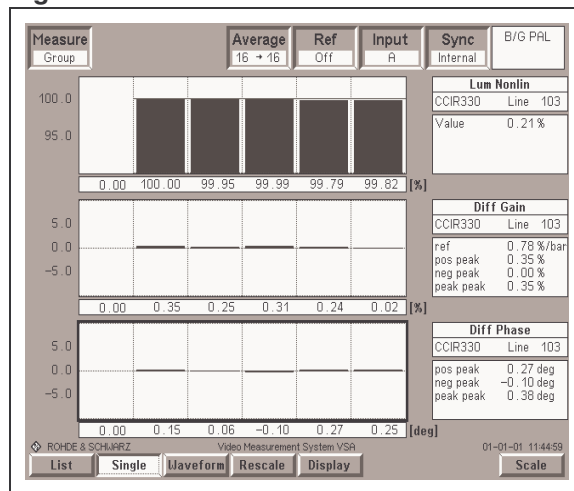 Measure
Group
Average
16 → 16
Ref
Off
Input
A
Sync
Internal
B/G PAL
100.0
95.0
0.00 100.00 99.95 99.99 99.79 99.82 [%]
Lum Nonlin
CCIR330 Line 103
Value 0.21 %
5.0
0.0
-5.0
0.00 0.35 0.25 0.31 0.24 0.02 [%]
Diff Gain
CCIR330 Line 103
ref 0.78 %/bar
pos peak 0.35 %
neg peak 0.00 %
peak peak 0.35 %
5.0
0.0
-5.0
0.00 0.15 0.06 -0.10 0.27 0.25 [deg]
Diff Phase
CCIR330 Line 103
pos peak 0.27 deg
neg peak -0.10 deg
peak peak 0.38 deg
ROHDE & SCHWARZ Video Measurement System VSA 01-01-01 11:44:59
List Single Waveform Rescale Display Scale